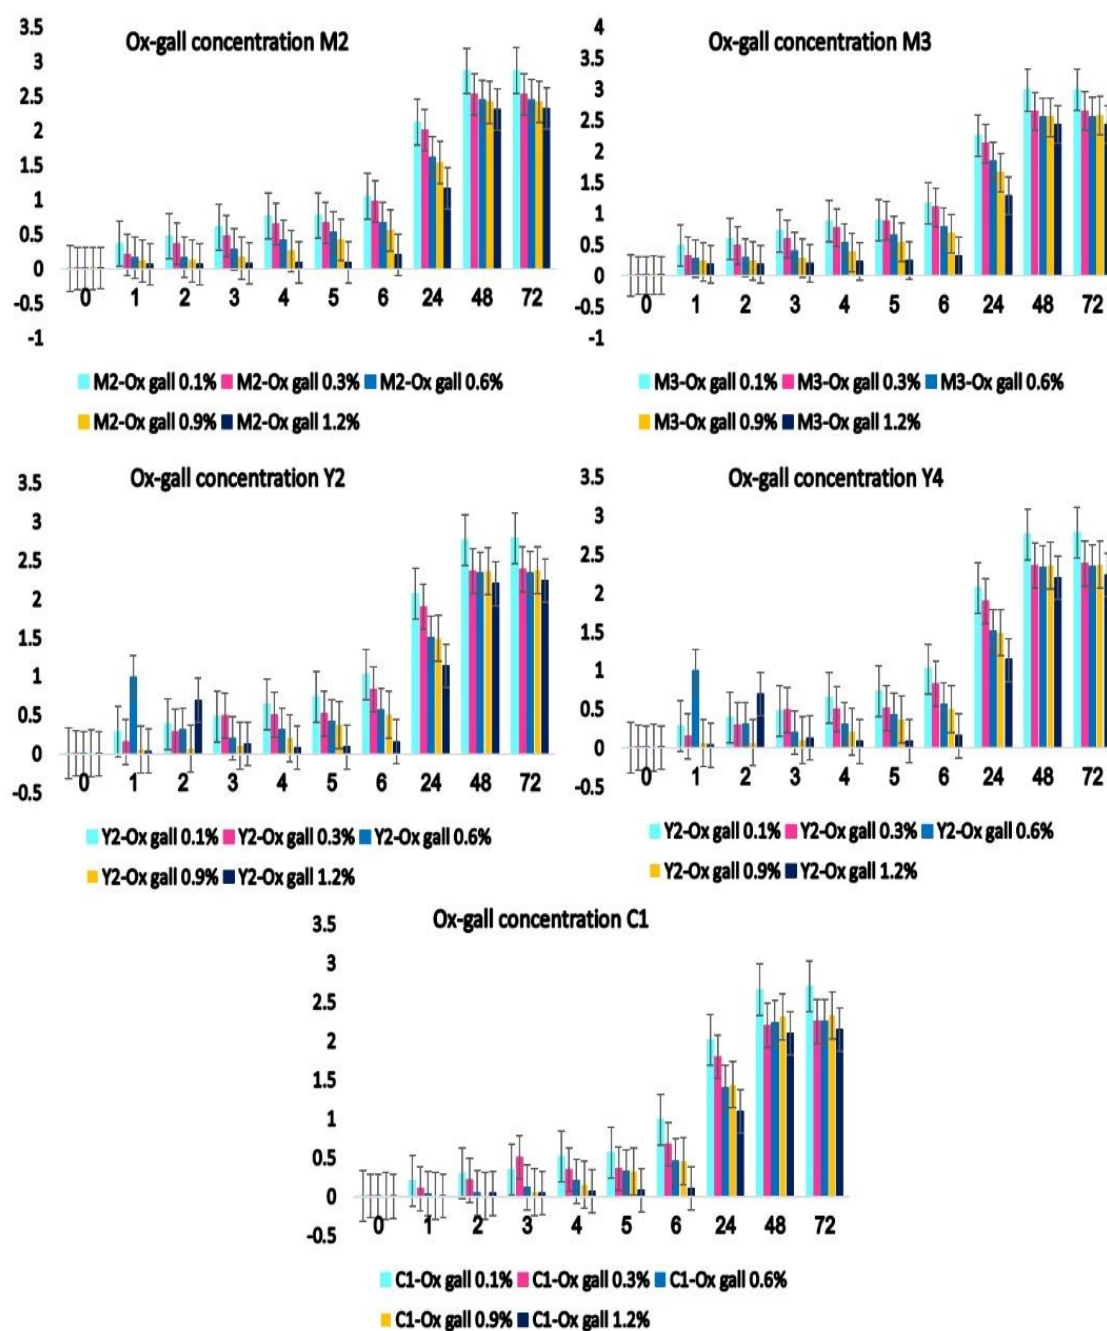 Ox-gall concentration M2
3.5
3
2.5
2
1.5
1
0.5
0
-0.5
-1
0 1 2 3 4 5 6 24 48 72
M2-Ox gall 0.1% M2-Ox gall 0.3% M2-Ox gall 0.6%
M2-Ox gall 0.9% M2-Ox gall 1.2%
Ox-gall concentration M3
4
3.5
3
2.5
2
1.5
1
0.5
0
-0.5
-1
0 1 2 3 4 5 6 24 48 72
M3-Ox gall 0.1% M3-Ox gall 0.3% M3-Ox gall 0.6%
M3-Ox gall 0.9% M3-Ox gall 1.2%
Ox-gall concentration Y2
3.5
3
2.5
2
1.5
1
0.5
0
-0.5
0 1 2 3 4 5 6 24 48 72
Y2-Ox gall 0.1% Y2-Ox gall 0.3% Y2-Ox gall 0.6%
Y2-Ox gall 0.9% Y2-Ox gall 1.2%
Ox-gall concentration Y4
3.5
3
2.5
2
1.5
1
0.5
0
-0.5
0 1 2 3 4 5 6 24 48 72
Y2-Ox gall 0.1% Y2-Ox gall 0.3% Y2-Ox gall 0.6%
Y2-Ox gall 0.9% Y2-Ox gall 1.2%
Ox-gall concentration C1
3.5
3
2.5
2
1.5
1
0.5
0
-0.5
0 1 2 3 4 5 6 24 48 72
C1-Ox gall 0.1% C1-Ox gall 0.3% C1-Ox gall 0.6%
C1-Ox gall 0.9% C1-Ox gall 1.2%